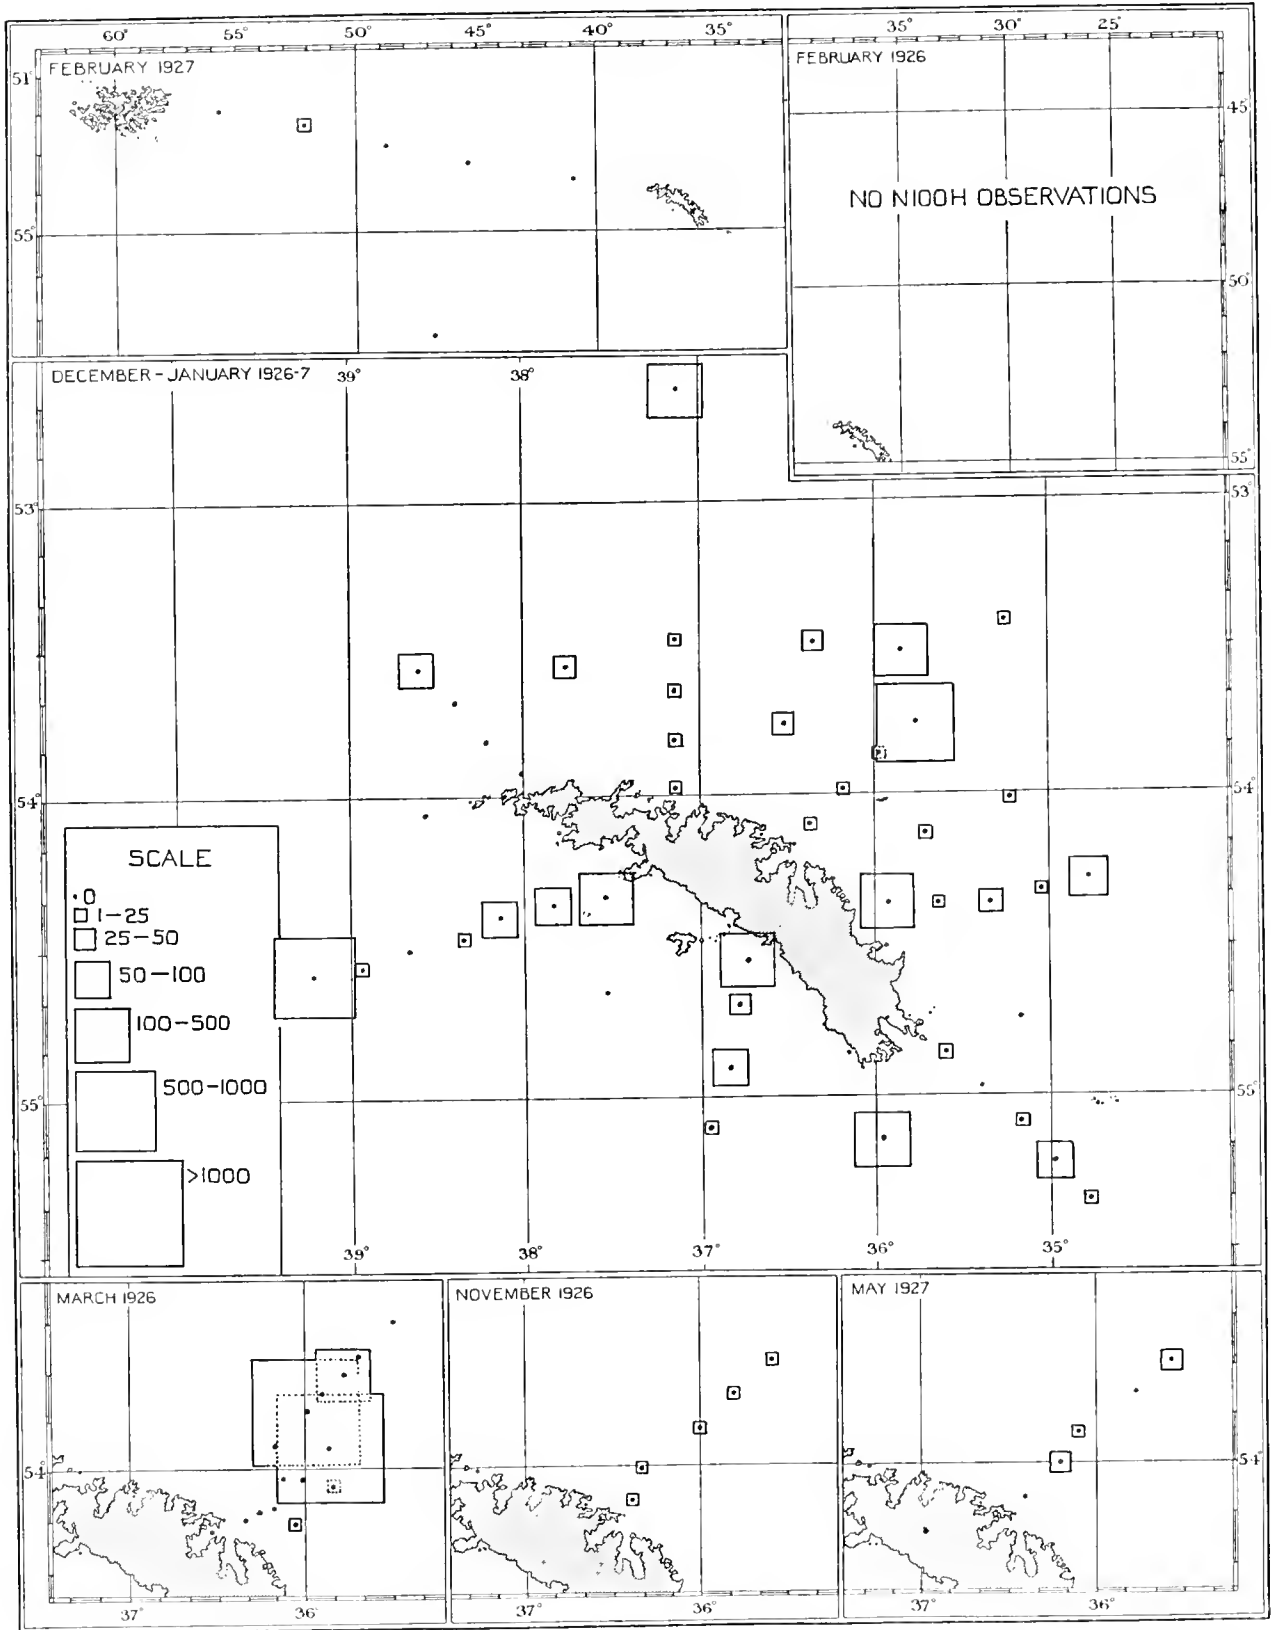 60° 55° 50° 45° 40° 35°
35° 30° 25°
FEBRUARY 1927
FEBRUARY 1926
51°
45°
NO N100H OBSERVATIONS
55°
50°
55°
DECEMBER-JANUARY 1926-7
39° 38°
53° 53°
54° 54°
SCALE
0
1-25
25-50
50-100
100-500
500-1000
>1000
55° 55°
39° 38° 37° 36° 35°
MARCH 1926
NOVEMBER 1926
MAY 1927
54° 54°
37° 36°
37° 36°
37° 36°